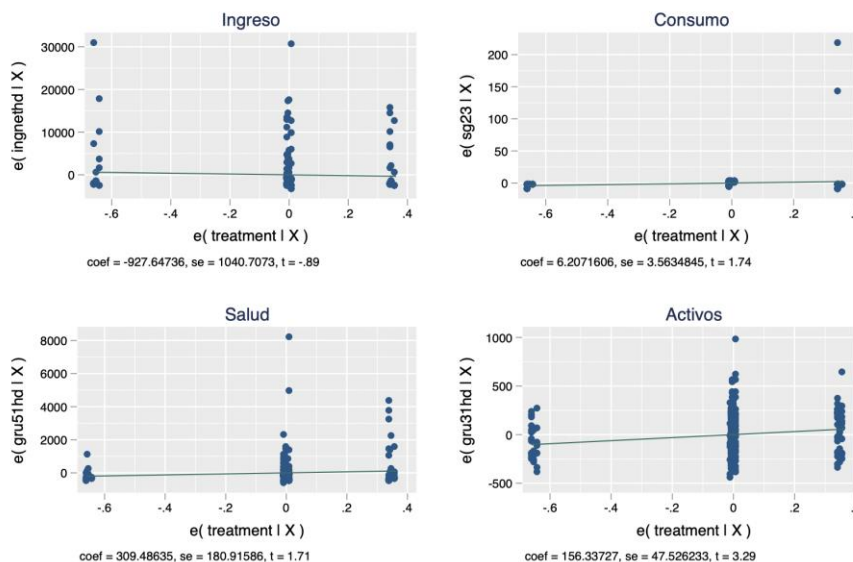 Ingreso
e( ingnethd | X )
30000
20000
10000
0
-.6
-.4
-.2
0
.2
.4
e( treatment | X )
coef = -927.64736, se = 1040.7073, t = -.89
Consumo
e( sg23 | X )
200
150
100
50
0
-.6
-.4
-.2
0
.2
e( treatment | X )
coef = 6.2071606, se = 3.5634845, t = 1.74
Salud
e( gru51hd | X )
8000
6000
4000
2000
0
-.6
-.4
-.2
0
.2
.4
e( treatment | X )
coef = 309.48635, se = 180.91586, t = 1.71
Activos
e( gru31hd | X )
1000
500
0
-500
-.6
-.4
-.2
0
.2
e( treatment | X )
coef = 156.33727, se = 47.526233, t = 3.29